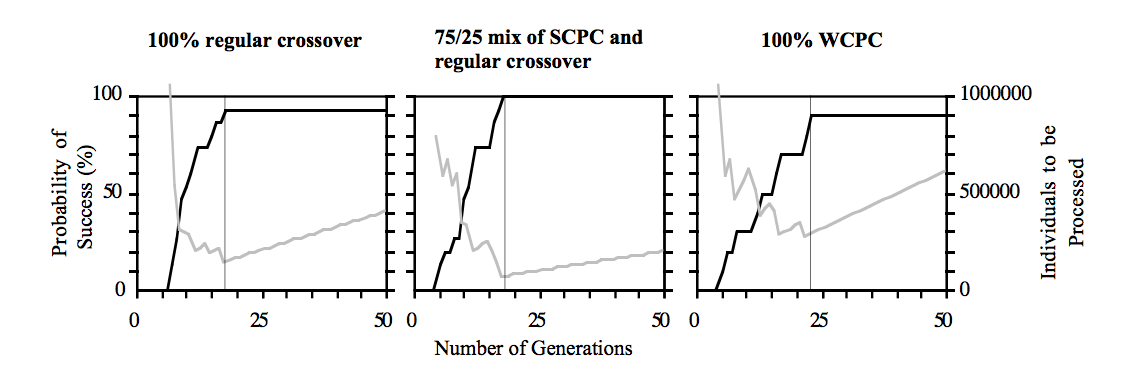 100% regular crossover
75/25 mix of SCPC and
regular crossover
100% WCPC
Probability of
Success (%)
100
50
0
1000000
500000
0
Individuals to be
Processed
0 25 50
0 25 50
0 25 50
Number of Generations